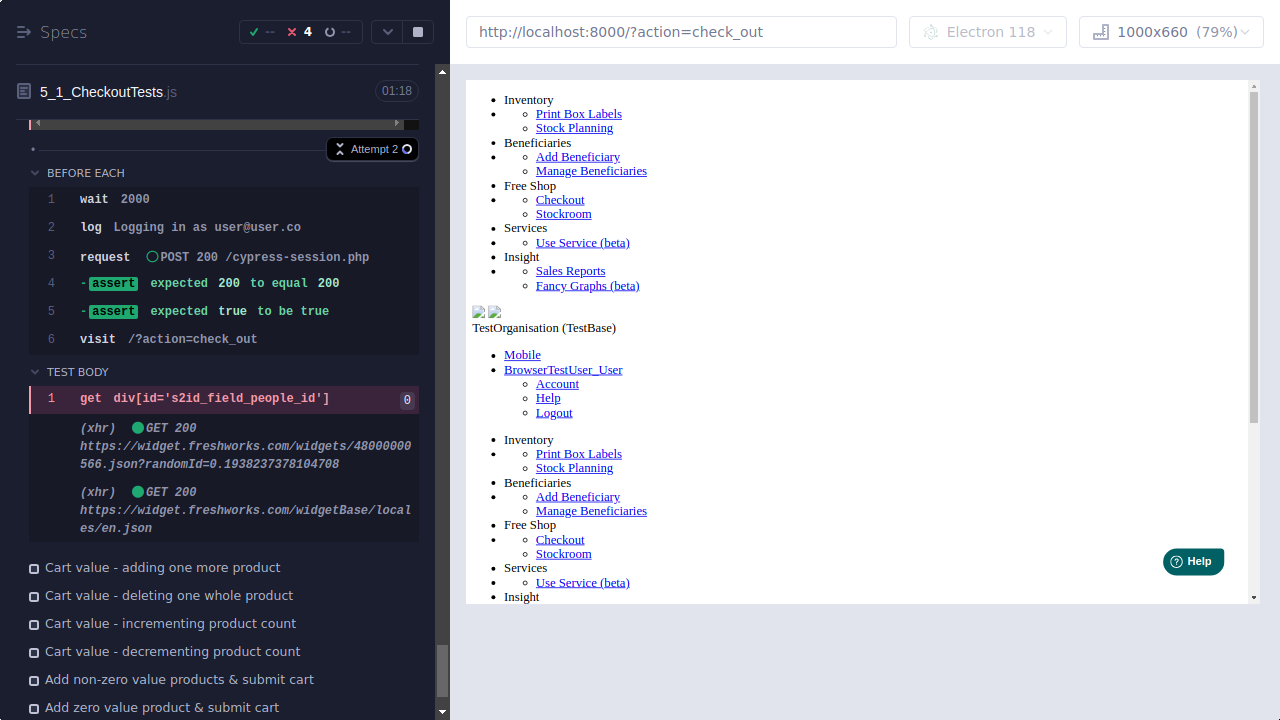 Specs
--
4
--
5_1_CheckoutTests.js
01:18
Attempt 2
BEFORE EACH
1 wait 2000
2 log Logging in as user@user.co
3 request POST 200 /cypress-session.php
4 -assert expected 200 to equal 200
5 -assert expected true to be true
6 visit /?action=check_out
TEST BODY
1 get div[id='s2id_field_people_id'] 0
(xhr) GET 200
https://widget.freshworks.com/widgets/48000000
566.json?randomId=0.1938237378104708
(xhr) GET 200
https://widget.freshworks.com/widgetBase/local
es/en.json
Cart value - adding one more product
Cart value - deleting one whole product
Cart value - incrementing product count
Cart value - decrementing product count
Add non-zero value products & submit cart
Add zero value product & submit cart
http://localhost:8000/?action=check_out
Electron 118
1000x660 (79%)
Inventory
Print Box Labels
Stock Planning
Beneficiaries
Add Beneficiary
Manage Beneficiaries
Free Shop
Checkout
Stockroom
Services
Use Service (beta)
Insight
Sales Reports
Fancy Graphs (beta)
TestOrganisation (TestBase)
Mobile
BrowserTestUser_User
Account
Help
Logout
Inventory
Print Box Labels
Stock Planning
Beneficiaries
Add Beneficiary
Manage Beneficiaries
Free Shop
Checkout
Stockroom
Services
Use Service (beta)
Insight
Help